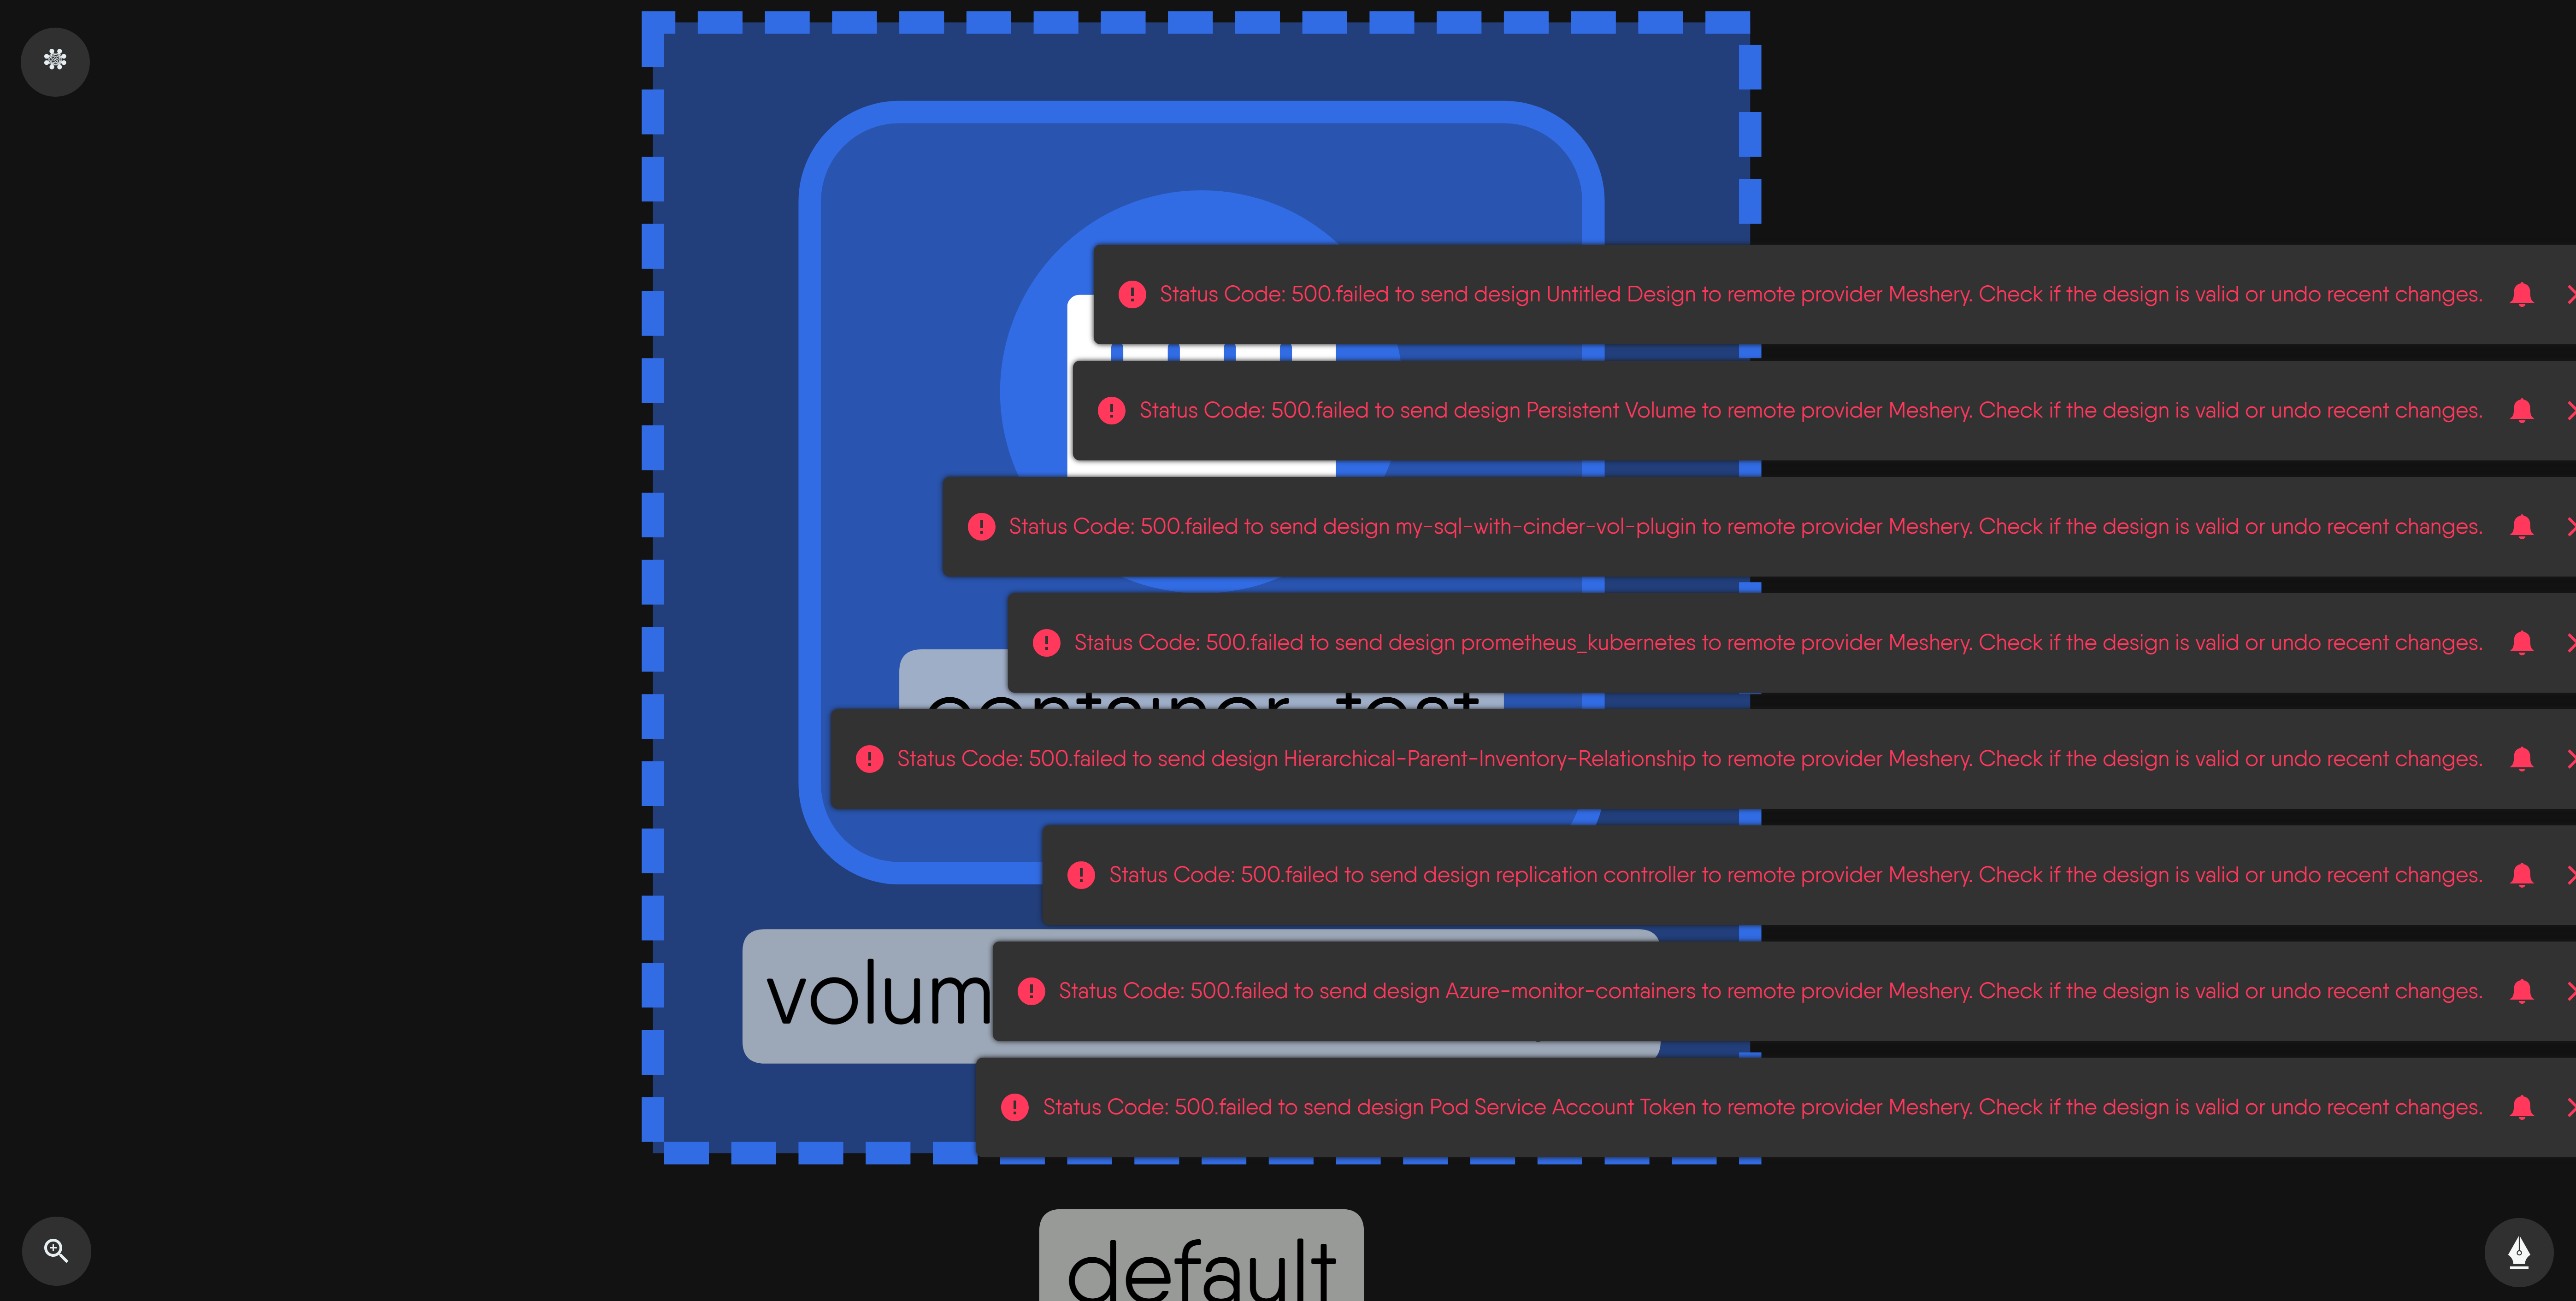 Status Code: 500.failed to send design Untitled Design to remote provider Meshery. Check if the design is valid or undo recent changes.
Status Code: 500.failed to send design Persistent Volume to remote provider Meshery. Check if the design is valid or undo recent changes.
Status Code: 500.failed to send design my-sql-with-cinder-vol-plugin to remote provider Meshery. Check if the design is valid or undo recent changes.
Status Code: 500.failed to send design prometheus_kubernetes to remote provider Meshery. Check if the design is valid or undo recent changes.
container-test
Status Code: 500.failed to send design Hierarchical-Parent-Inventory-Relationship to remote provider Meshery. Check if the design is valid or undo recent changes.
Status Code: 500.failed to send design replication controller to remote provider Meshery. Check if the design is valid or undo recent changes.
volum
Status Code: 500.failed to send design Azure-monitor-containers to remote provider Meshery. Check if the design is valid or undo recent changes.
Status Code: 500.failed to send design Pod Service Account Token to remote provider Meshery. Check if the design is valid or undo recent changes.
default